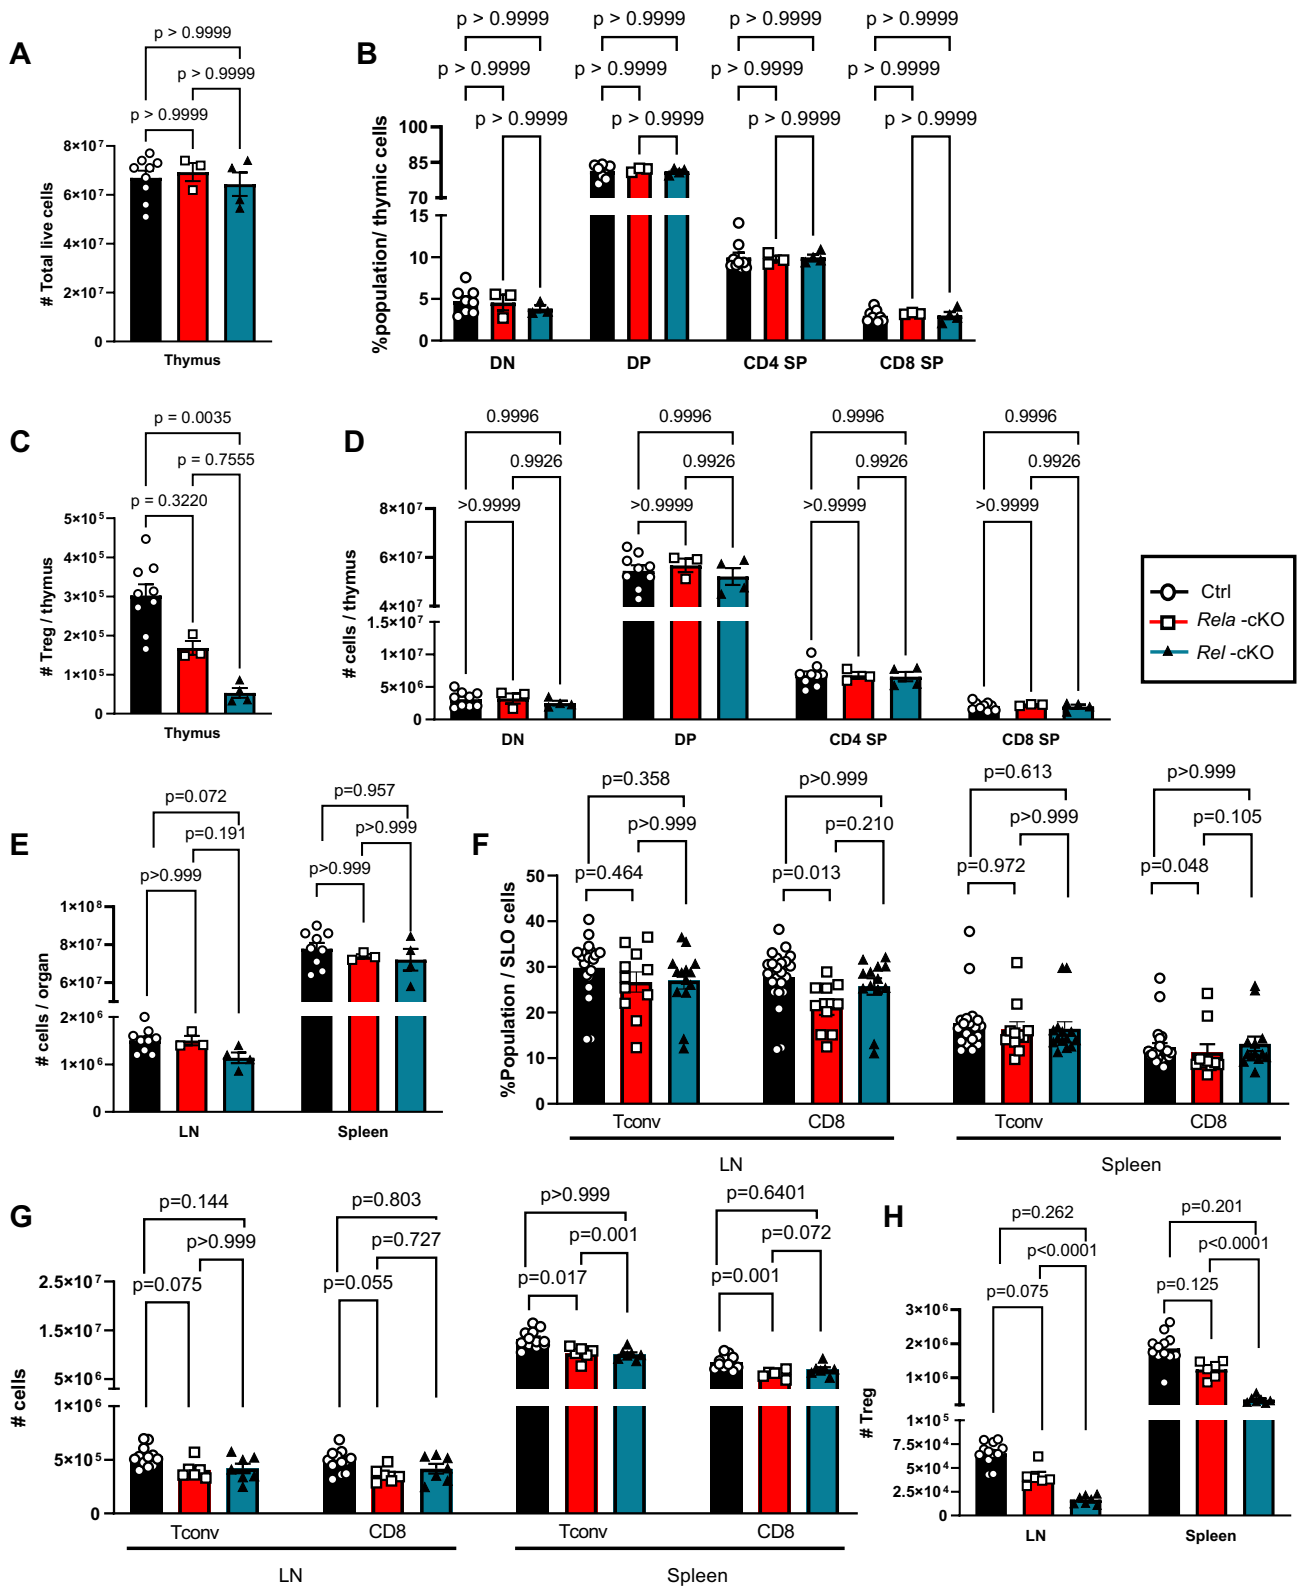 A
p > 0.9999
p > 0.9999
p > 0.9999
# Total live cells
8×10⁷
6×10⁷
4×10⁷
2×10⁷
0
Thymus
B
p > 0.9999 p > 0.9999 p > 0.9999 p > 0.9999
p > 0.9999 p > 0.9999 p > 0.9999 p > 0.9999
p > 0.9999 p > 0.9999 p > 0.9999 p > 0.9999
%population/ thymic cells
100
85
70
15
10
5
0
DN DP CD4 SP CD8 SP
C
p = 0.0035
p = 0.7555
p = 0.3220
# Treg / thymus
5×10⁵
4×10⁵
3×10⁵
2×10⁵
1×10⁵
0
Thymus
D
0.9996 0.9996 0.9996 0.9996
0.9926 0.9926 0.9926 0.9926
>0.9999 >0.9999 >0.9999 >0.9999
# cells / thymus
8×10⁷
6×10⁷
4×10⁷
1.5×10⁷
1×10⁷
5×10⁶
0
DN DP CD4 SP CD8 SP
Ctrl
Rela -cKO
Rel -cKO
E
p=0.072 p=0.957
p=0.191 p>0.999
p>0.999 p>0.999
# cells / organ
1×10⁸
8×10⁷
6×10⁷
2×10⁶
1×10⁶
0
LN Spleen
F
p=0.358 p>0.999 p=0.613 p>0.999
p>0.999 p=0.210 p>0.999 p=0.105
p=0.464 p=0.013 p=0.972 p=0.048
%Population / SLO cells
50
40
30
20
10
0
Tconv CD8 Tconv CD8
LN Spleen
G
p=0.144 p=0.803 p>0.999 p=0.6401
p>0.999 p=0.727 p=0.001 p=0.072
p=0.075 p=0.055 p=0.017 p=0.001
# cells
2.5×10⁷
1.5×10⁷
5×10⁶
1×10⁶
5×10⁵
0
Tconv CD8 Tconv CD8
LN Spleen
H
p=0.262 p=0.201
p<0.0001 p<0.0001
p=0.075 p=0.125
# Treg
3×10⁶
2×10⁶
1×10⁶
1×10⁵
7.5×10⁴
5×10⁴
2.5×10⁴
0
LN Spleen